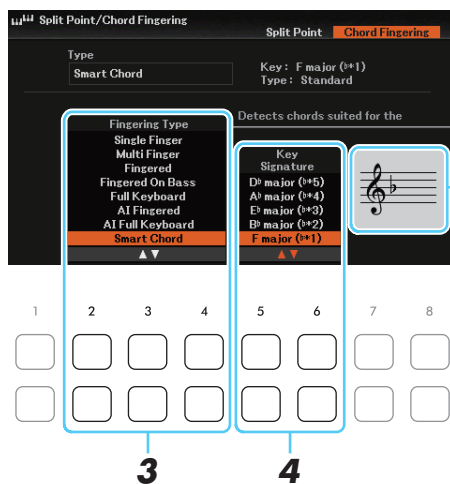 Split Point/Chord Fingering
Split Point Chord Fingering
Type
Smart Chord
Key: F major (♭*1)
Type: Standard
Detects chords suited for the
Fingering Type
Single Finger
Multi Finger
Fingered
Fingered On Bass
Full Keyboard
AI Fingered
AI Full Keyboard
Smart Chord
Key
Signature
D♭ major (♭*5)
A♭ major (♭*4)
E♭ major (♭*3)
B♭ major (♭*2)
F major (♭*1)
1 2 3 4 5 6 7 8
3 4